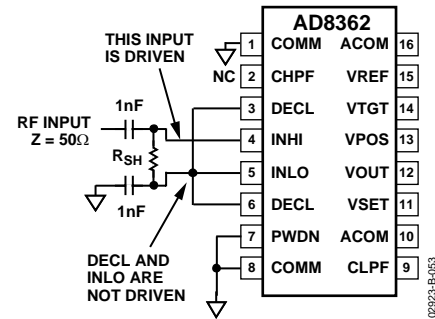 AD8362
THIS INPUT
IS DRIVEN
1 COMM ACOM 16
NC 2 CHPF VREF 15
1nF
3 DECL VTGT 14
RF INPUT
Z = 50Ω
4 INHI VPOS 13
RSH
5 INLO VOUT 12
1nF
6 DECL VSET 11
DECL AND
INLO ARE
NOT DRIVEN
7 PWDN ACOM 10
8 COMM CLPF 9
02923-B-053